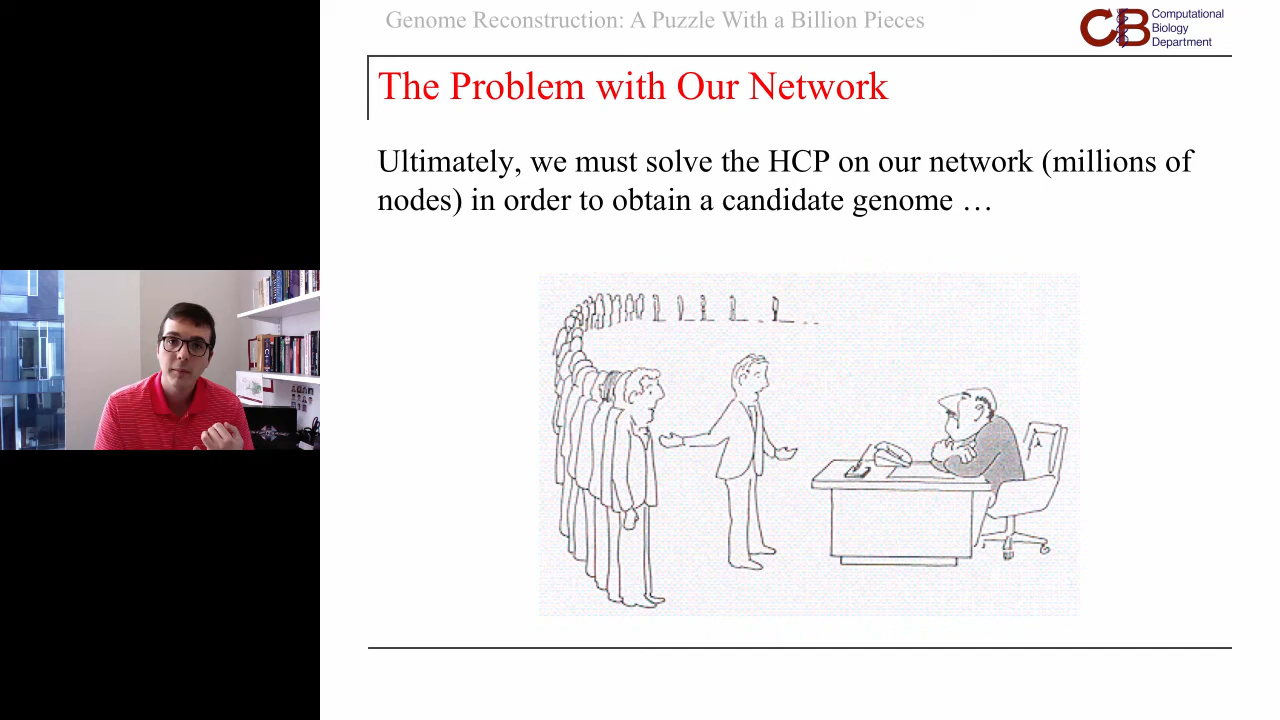 Genome Reconstruction: A Puzzle With a Billion Pieces
CB
Computational
Biology
Department
The Problem with Our Network
Ultimately, we must solve the HCP on our network (millions of
nodes) in order to obtain a candidate genome …